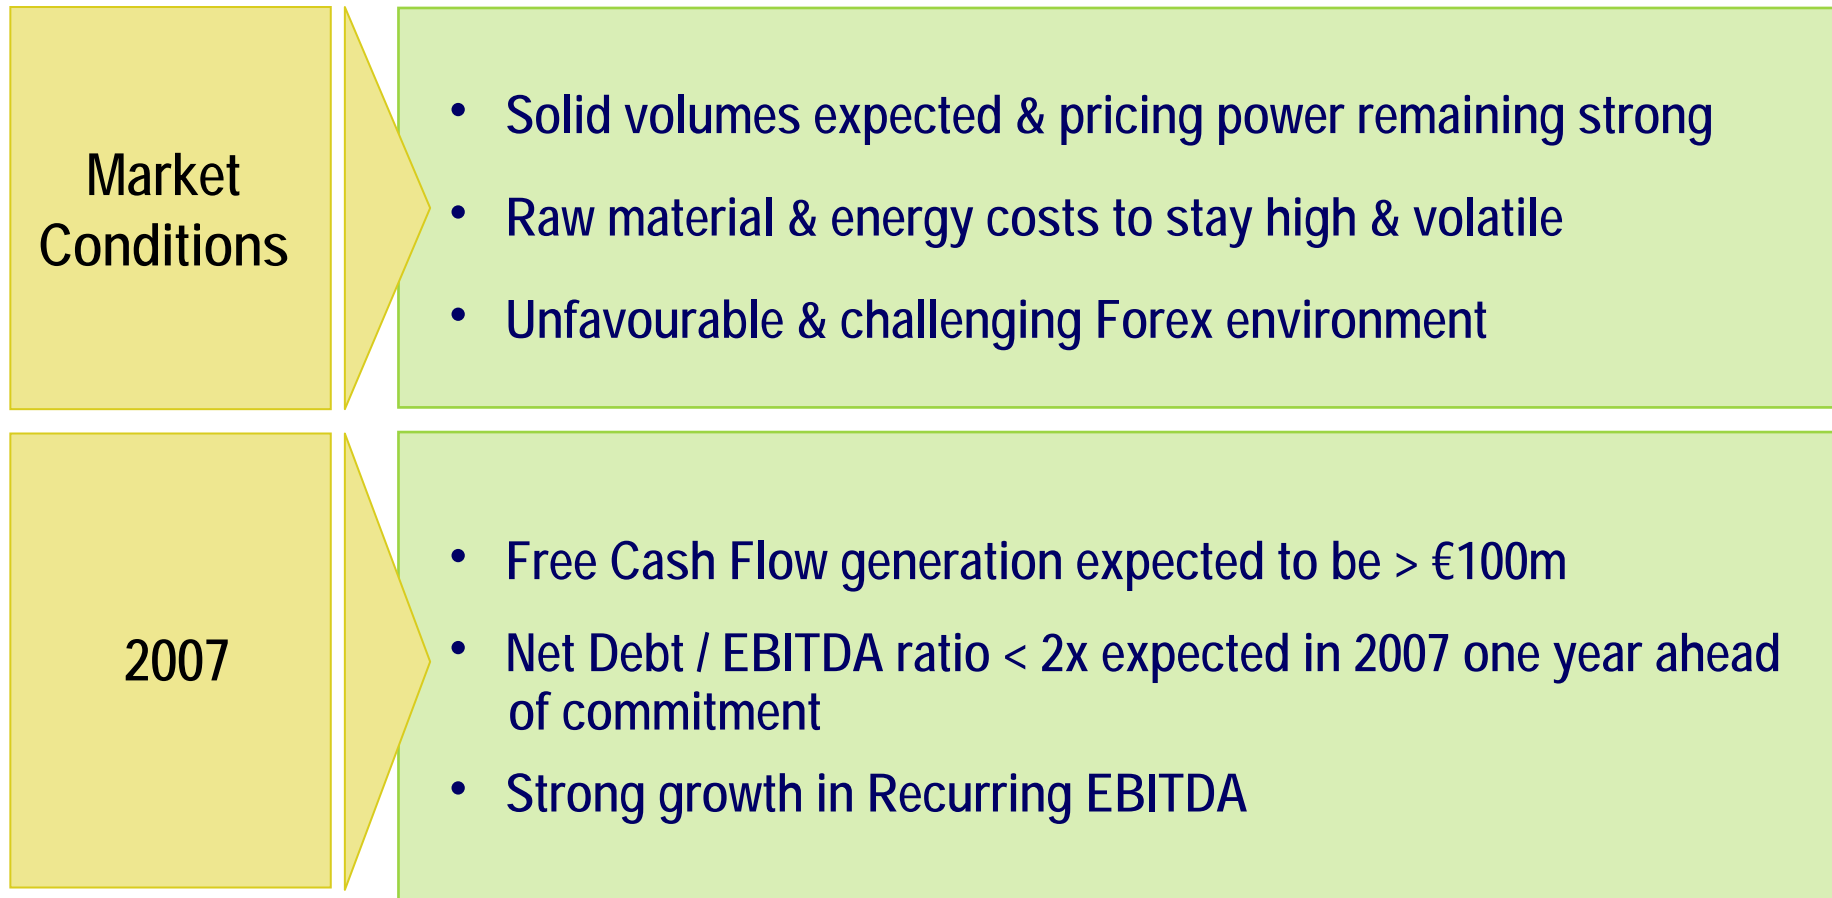 Market
Conditions
• Solid volumes expected & pricing power remaining strong
• Raw material & energy costs to stay high & volatile
• Unfavourable & challenging Forex environment
2007
• Free Cash Flow generation expected to be > €100m
• Net Debt / EBITDA ratio < 2x expected in 2007 one year ahead
of commitment
• Strong growth in Recurring EBITDA